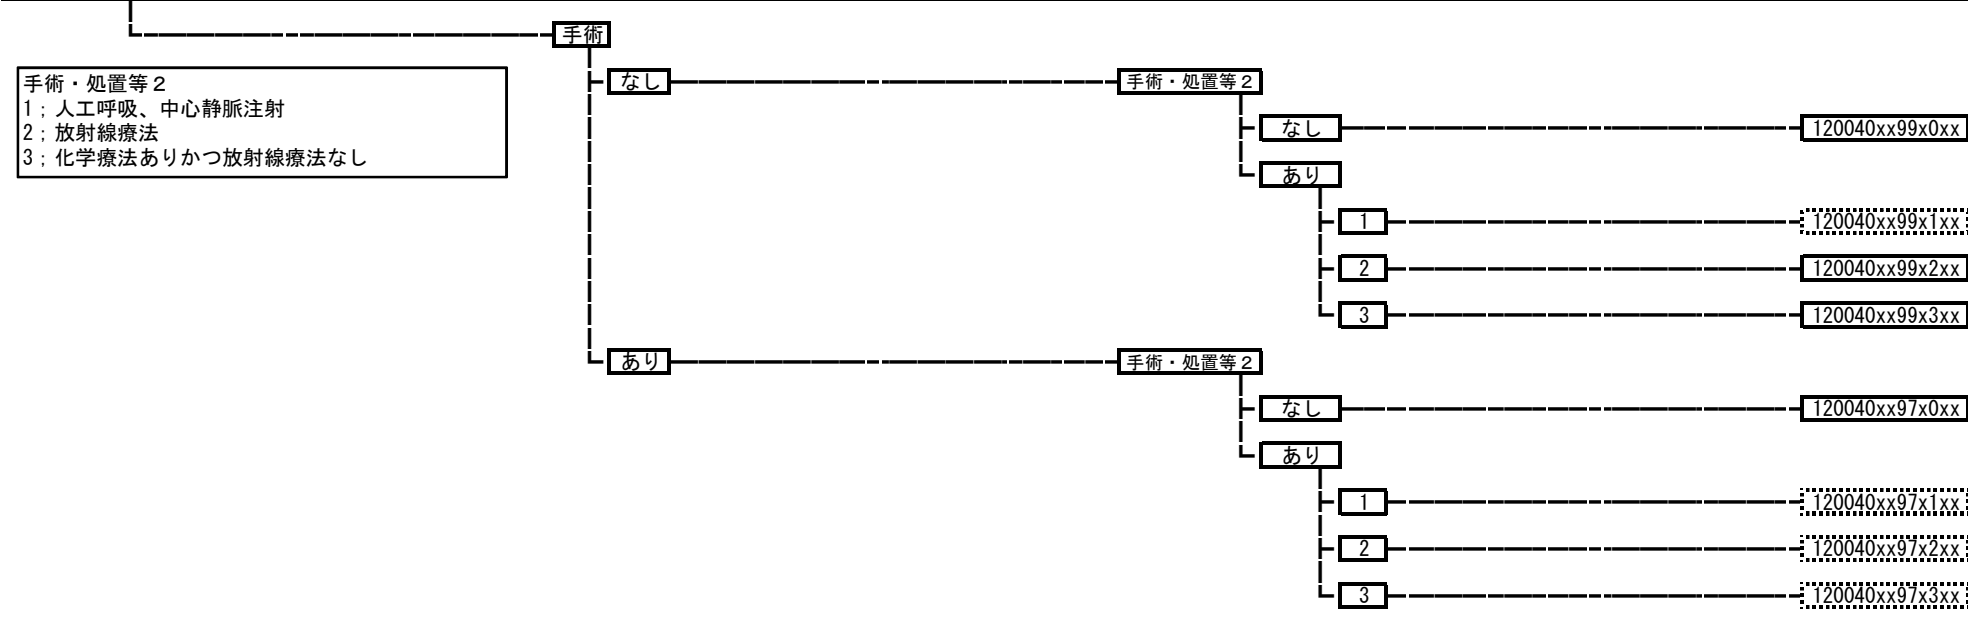 手術
手術・処置等２
1；人工呼吸、中心静脈注射
2；放射線療法
3；化学療法ありかつ放射線療法なし
なし
手術・処置等２
なし
120040xx99x0xx
あり
1
120040xx99x1xx
2
120040xx99x2xx
3
120040xx99x3xx
あり
手術・処置等２
なし
120040xx97x0xx
あり
1
120040xx97x1xx
2
120040xx97x2xx
3
120040xx97x3xx